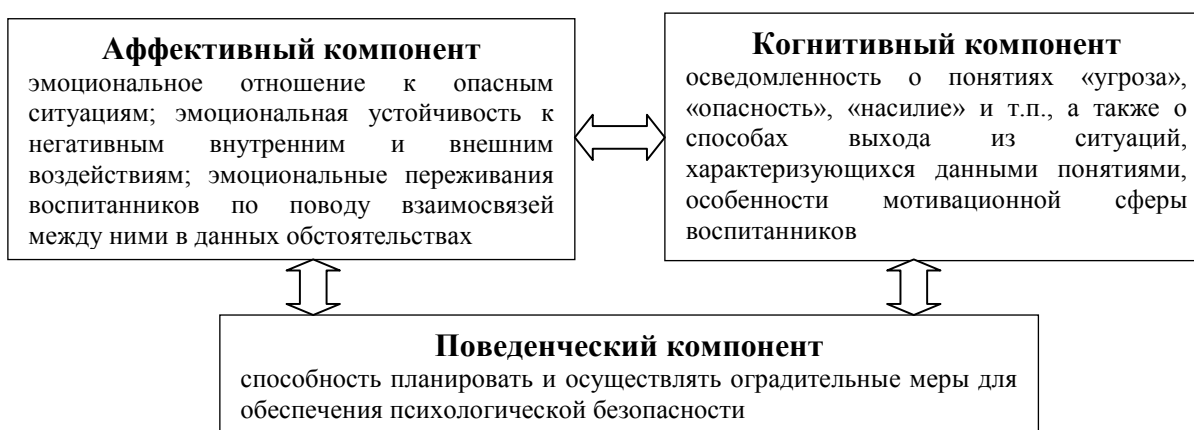 Аффективный компонент
эмоциональное отношение к опасным
ситуациям; эмоциональная устойчивость к
негативным внутренним и внешним
воздействиям; эмоциональные переживания
воспитанников по поводу взаимосвязей
между ними в данных обстоятельствах
Когнитивный компонент
осведомленность о понятиях «угроза»,
«опасность», «насилие» и т.п., а также о
способах выхода из ситуаций,
характеризующихся данными понятиями,
особенности мотивационной сферы
воспитанников
Поведенческий компонент
способность планировать и осуществлять оградительные меры для
обеспечения психологической безопасности